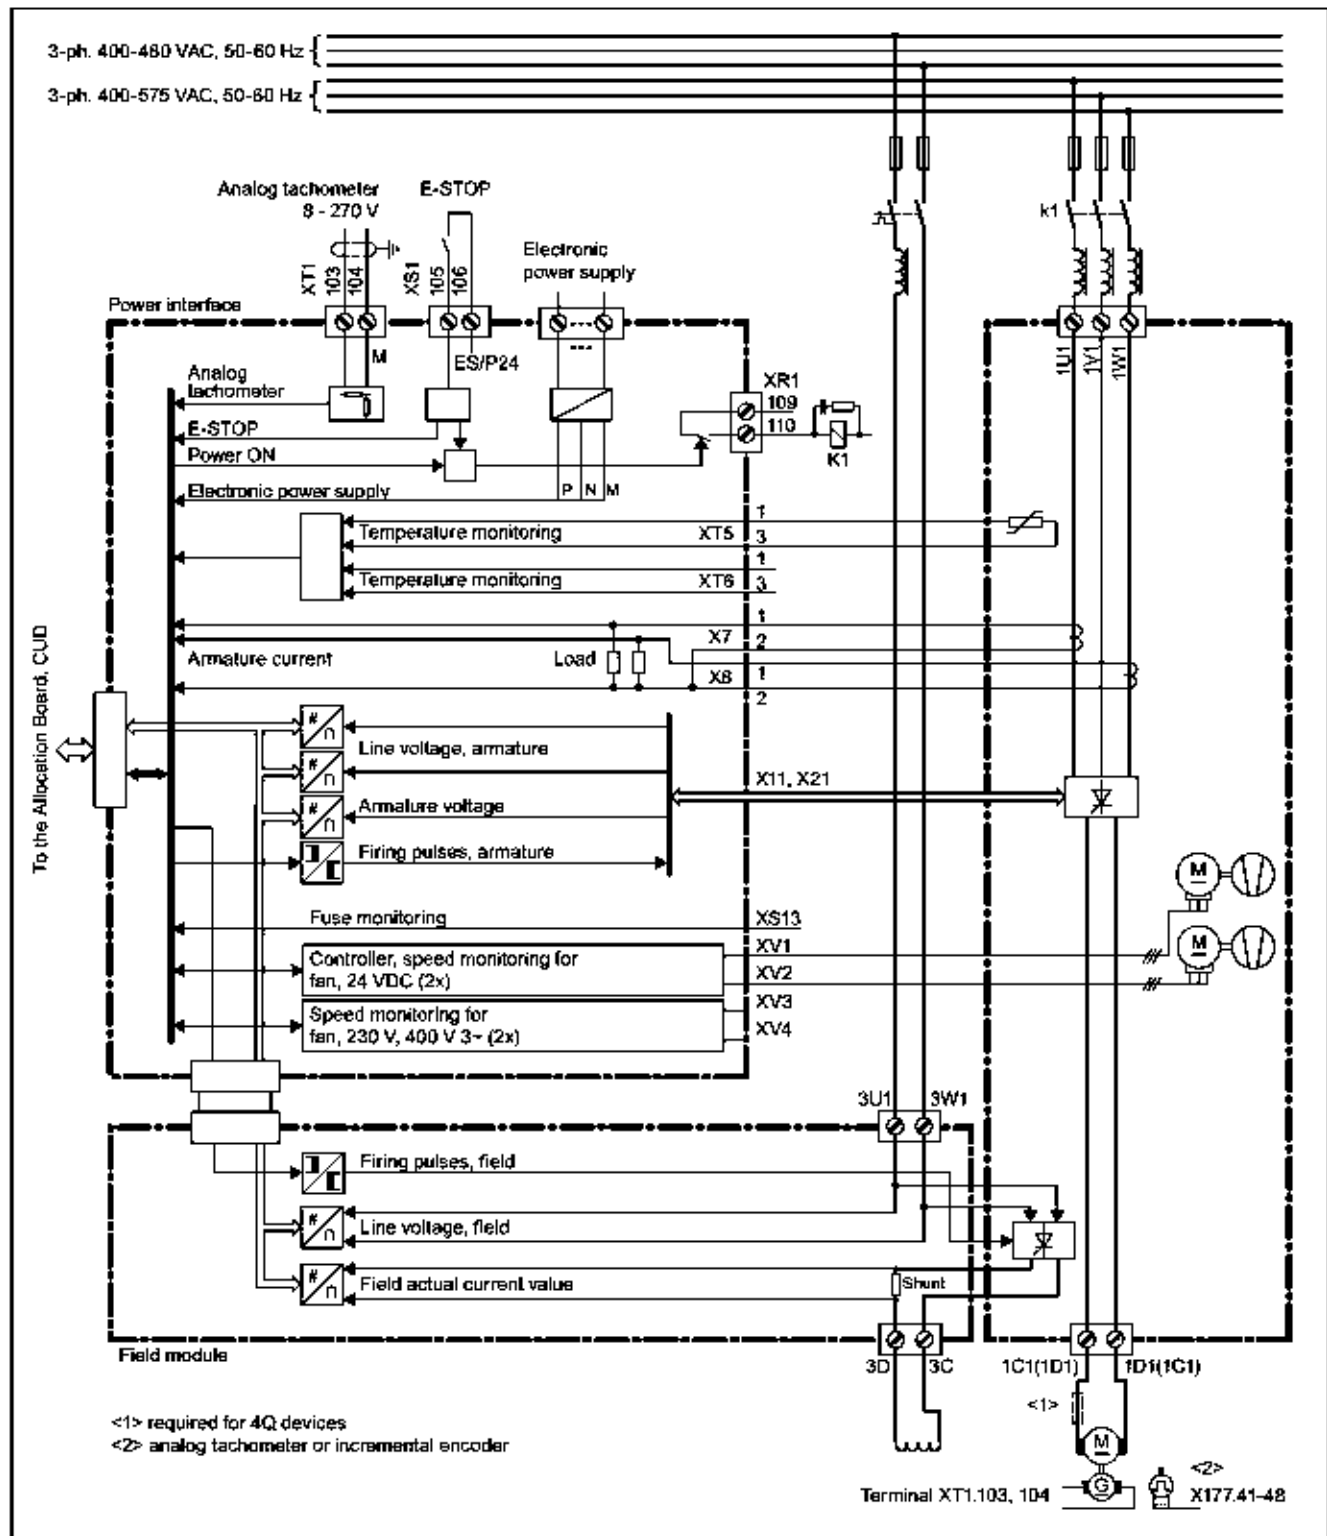 3-ph. 400-480 VAC, 50-60 Hz
3-ph. 400-575 VAC, 50-60 Hz
Analog tachometer
8 - 270 V
E-STOP
k1
Electronic
power supply
XT1
103
104
XS1
105
106
Power interface
M
ES/P24
1U1
1V1
1W1
Analog
tachometer
XR1
109
110
E-STOP
Power ON
K1
Electronic power supply
P N M
Temperature monitoring
XT5
1
3
Temperature monitoring
XT6
1
3
1
X7
2
Armature current
Load
X8
1
2
To the Allocation Board, CUD
#
n
Line voltage, armature
#
n
X11, X21
#
n
Armature voltage
Firing pulses, armature
M
Fuse monitoring
XS13
XV1
M
Controller, speed monitoring for
fan, 24 VDC (2x)
XV2
XV3
Speed monitoring for
fan, 230 V, 400 V 3~ (2x)
XV4
3U1
3W1
Firing pulses, field
#
n
Line voltage, field
#
n
Field actual current value
Shunt
Field module
3D
3C
1C1(1D1)
1D1(1C1)
<1>
<1> required for 4Q devices
<2> analog tachometer or incremental encoder
M
G
<2>
Terminal XT1.103, 104
X177.41-48